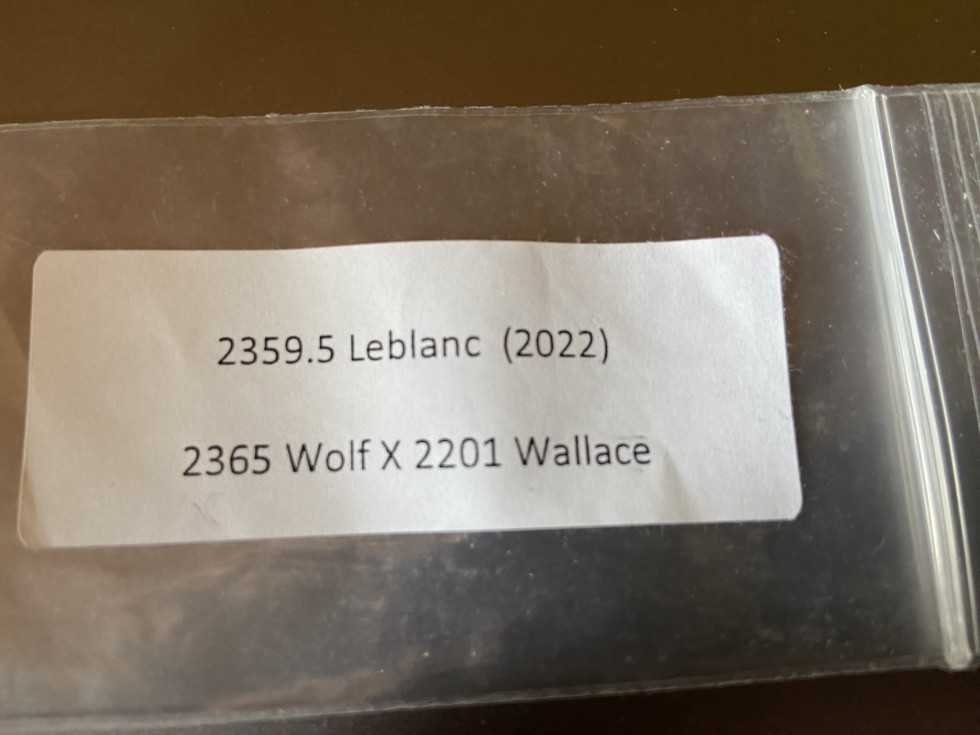 2359.5 Leblanc (2022)
2365 Wolf X 2201 Wallace